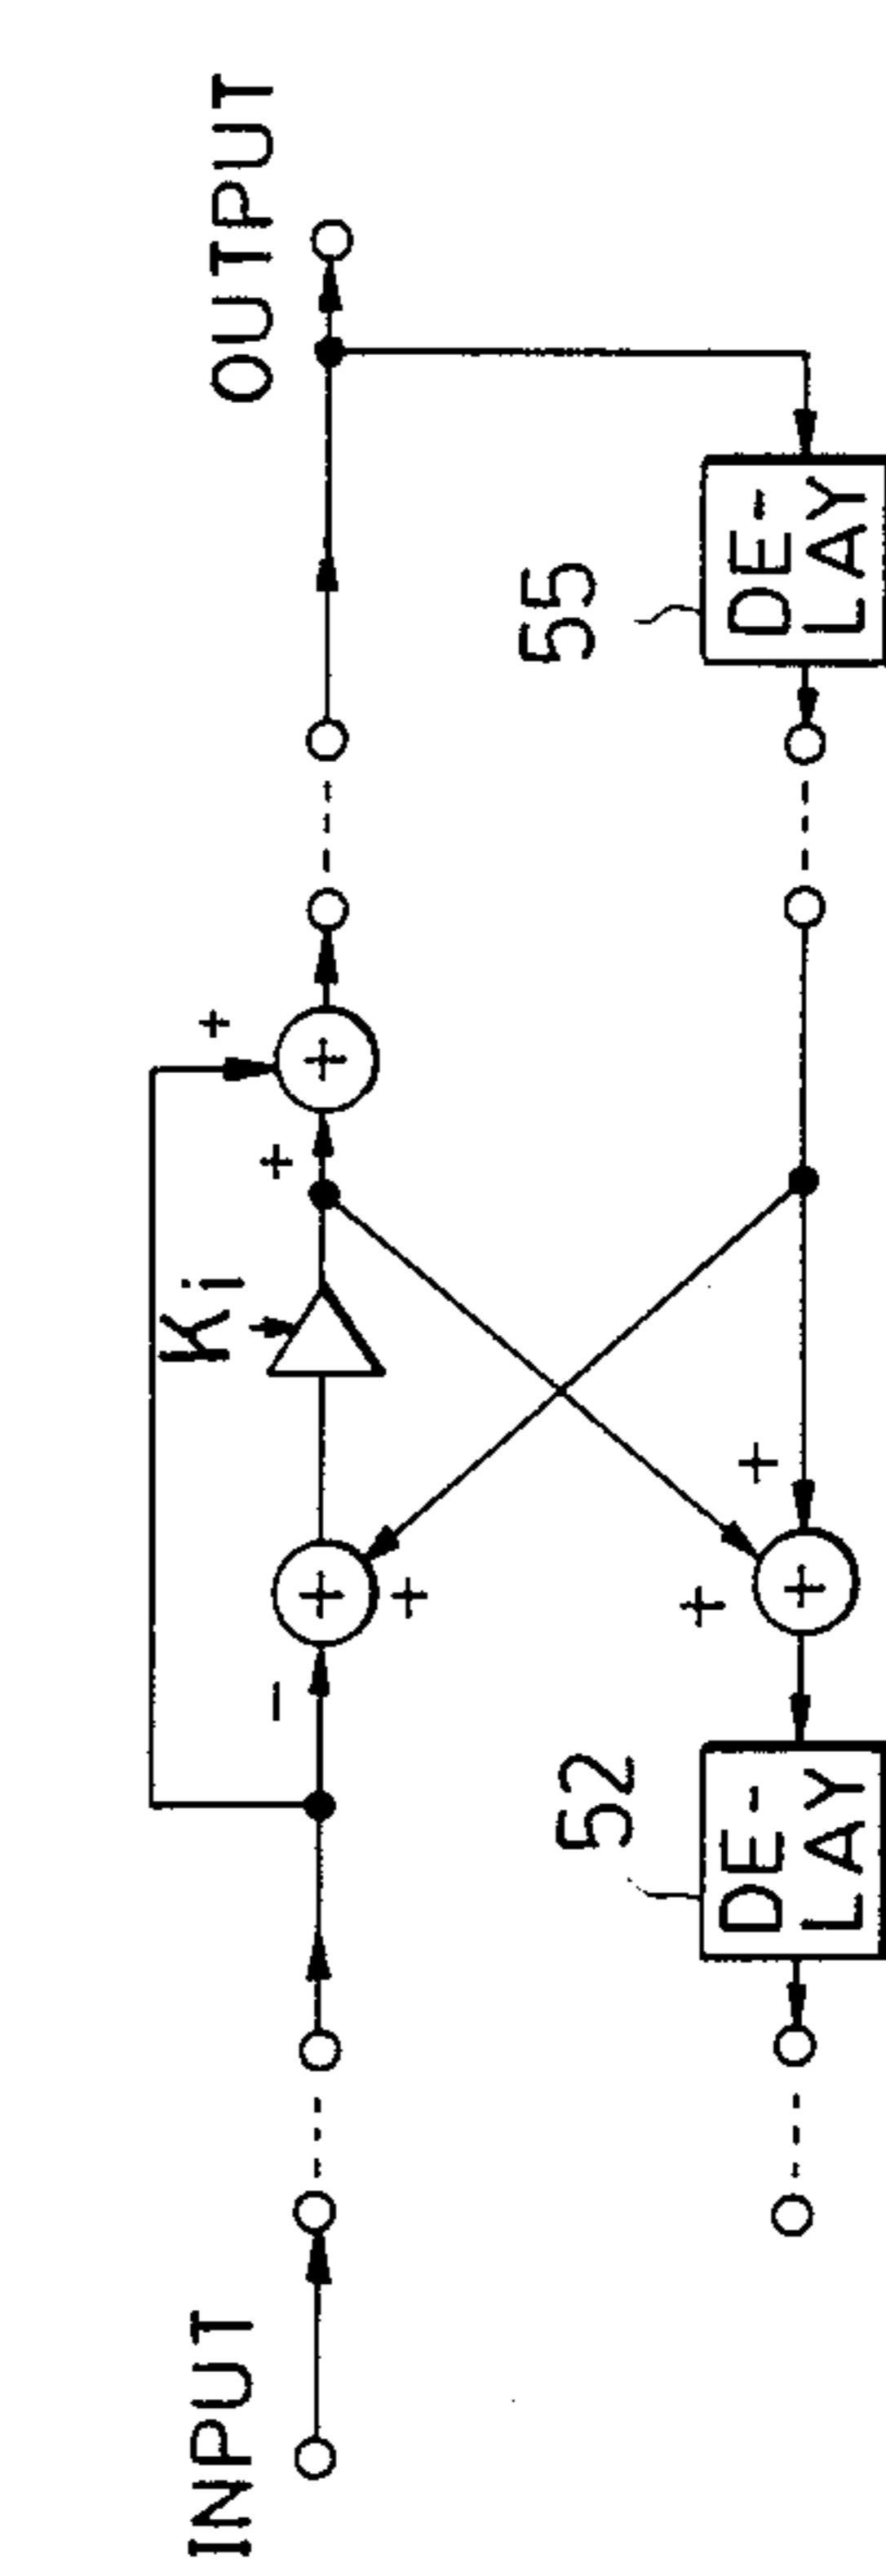 INPUT
OUTPUT
Ki
+
+
+
+
−
+
+
+
+
52
55
DE-
LAY
DE-
LAY